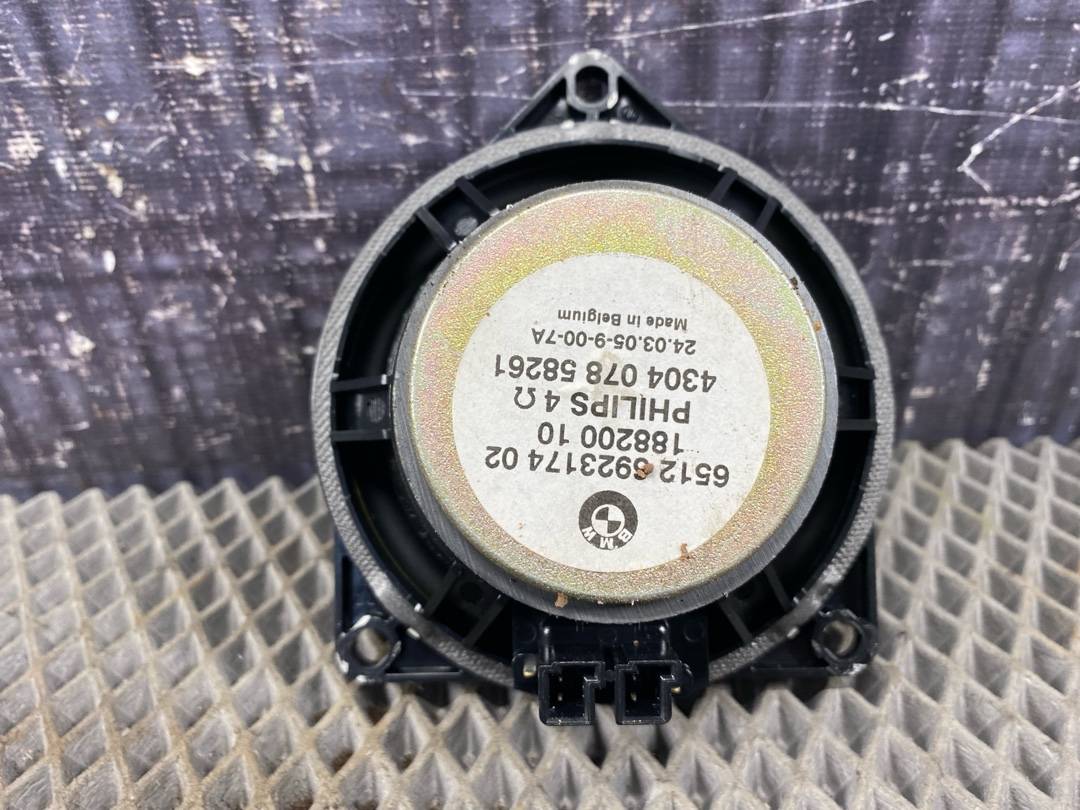 BMW
6512 6923174 02
188200 10
PHILIPS 4 Ω
4304 078 58261
24.03.05-9-00-7A
Made in Belgium